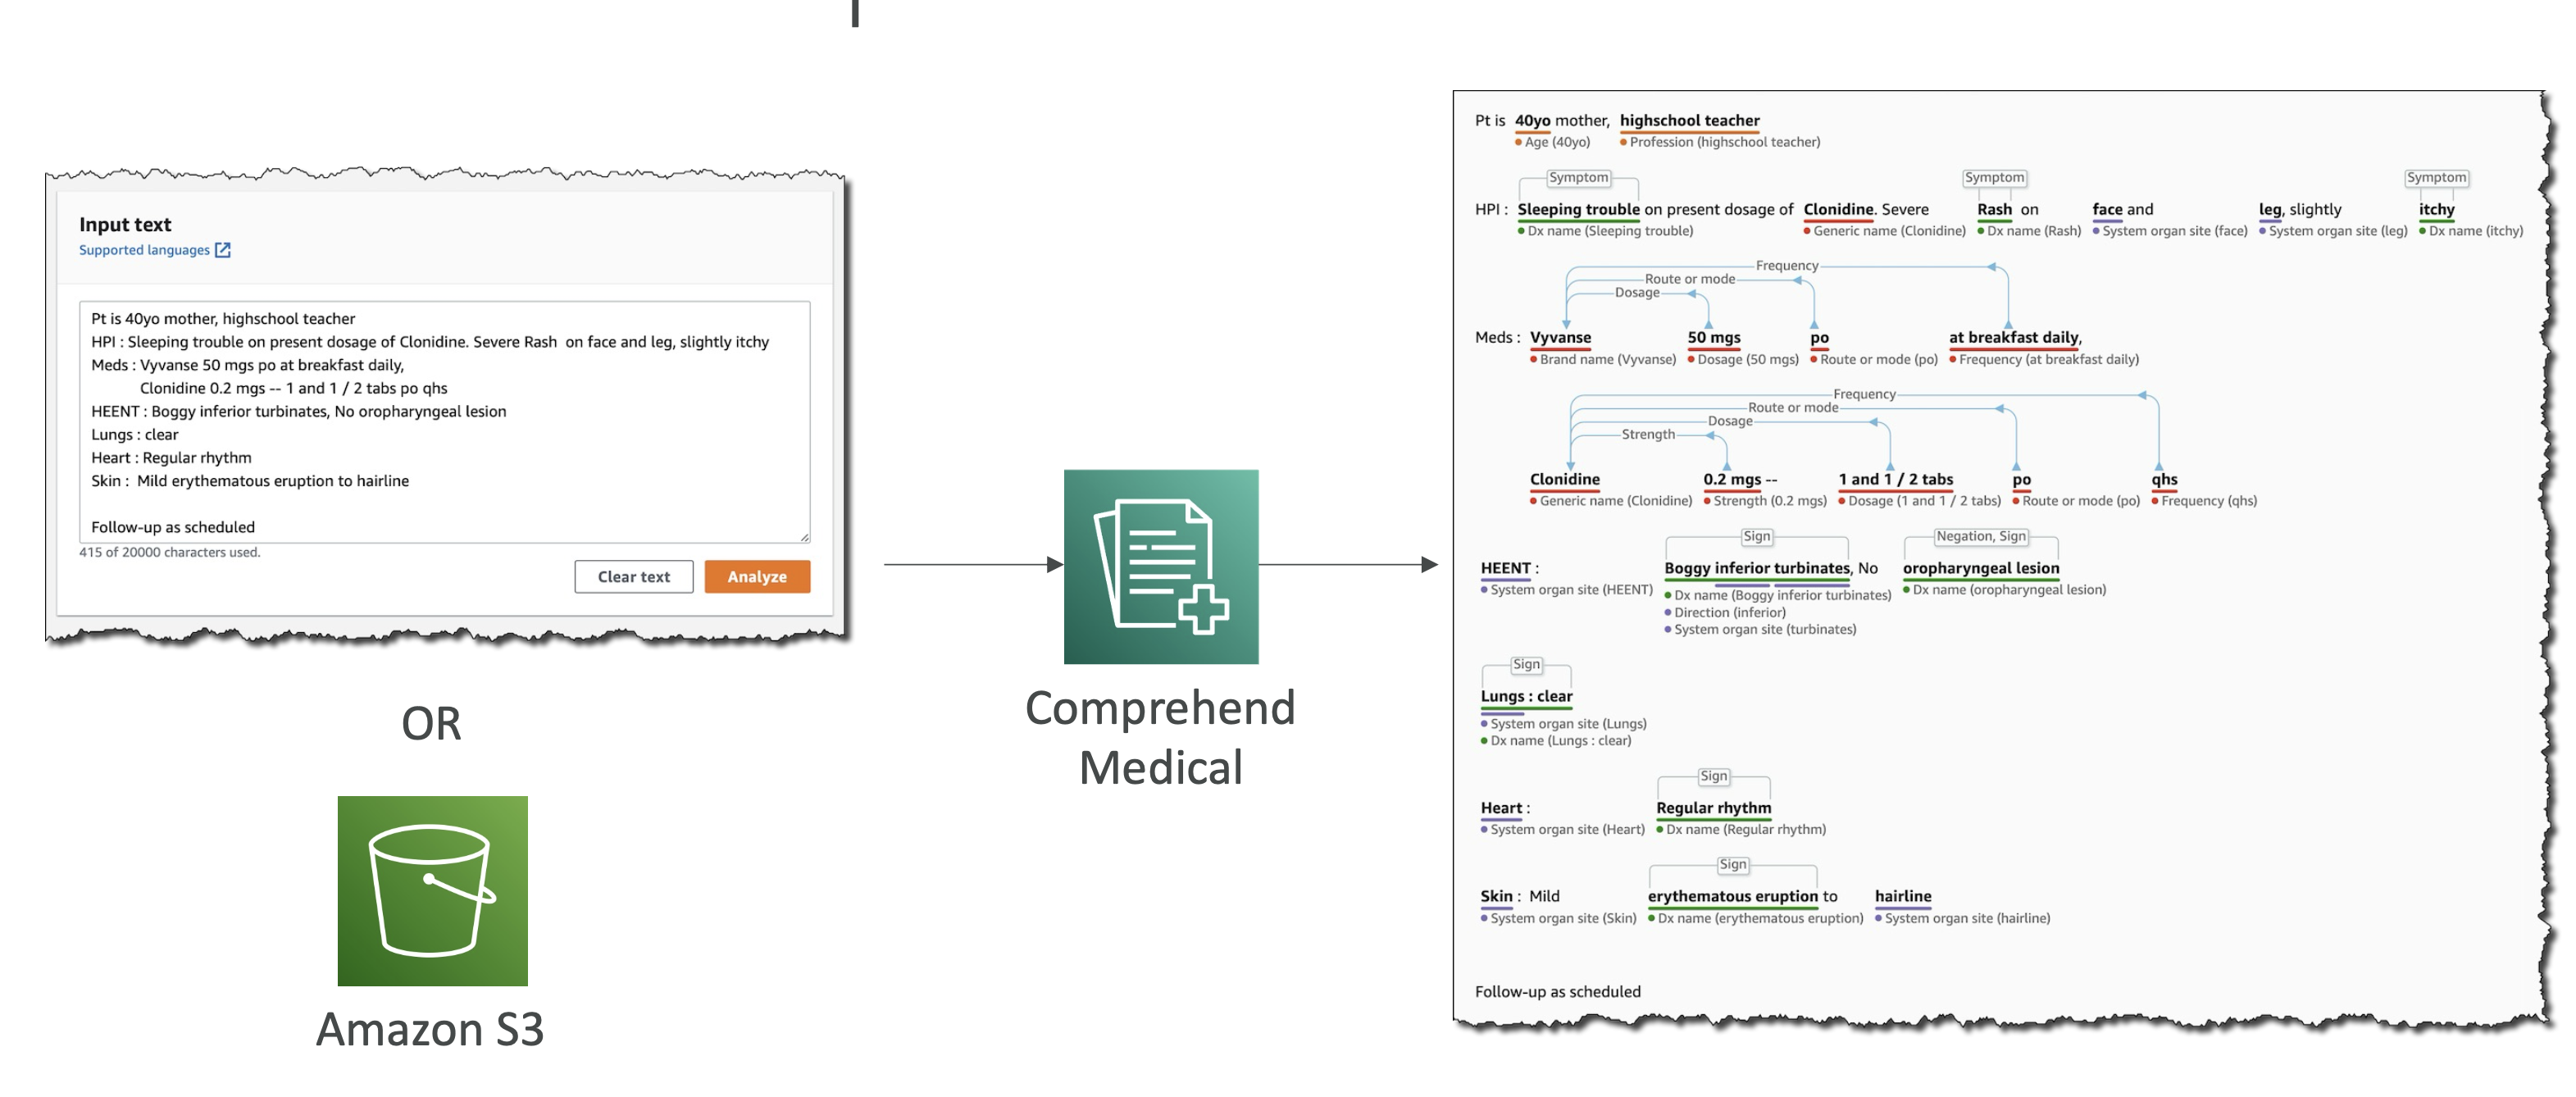 Input text
Supported languages
Pt is 40yo mother, highschool teacher
HPI : Sleeping trouble on present dosage of Clonidine. Severe Rash  on face and leg, slightly itchy
Meds : Vyvanse 50 mgs po at breakfast daily,
Clonidine 0.2 mgs -- 1 and 1 / 2 tabs po qhs
HEENT : Boggy inferior turbinates, No oropharyngeal lesion
Lungs : clear
Heart : Regular rhythm
Skin :  Mild erythematous eruption to hairline
Follow-up as scheduled
415 of 20000 characters used.
Clear text Analyze
OR
Amazon S3
Comprehend
Medical
Pt is 40yo mother, highschool teacher
Age (40yo) Profession (highschool teacher)
Symptom Symptom Symptom
HPI : Sleeping trouble on present dosage of Clonidine. Severe Rash on face and leg, slightly itchy
Dx name (Sleeping trouble) Generic name (Clonidine) Dx name (Rash) System organ site (face) System organ site (leg) Dx name (itchy)
Frequency
Route or mode
Dosage
Meds : Vyvanse 50 mgs po at breakfast daily,
Brand name (Vyvanse) Dosage (50 mgs) Route or mode (po) Frequency (at breakfast daily)
Frequency
Route or mode
Dosage
Strength
Clonidine 0.2 mgs -- 1 and 1 / 2 tabs po qhs
Generic name (Clonidine) Strength (0.2 mgs) Dosage (1 and 1 / 2 tabs) Route or mode (po) Frequency (qhs)
Sign Negation, Sign
HEENT : Boggy inferior turbinates, No oropharyngeal lesion
System organ site (HEENT) Dx name (Boggy inferior turbinates) Dx name (oropharyngeal lesion)
Direction (inferior)
System organ site (turbinates)
Sign
Lungs : clear
System organ site (Lungs)
Dx name (Lungs : clear)
Sign
Heart : Regular rhythm
System organ site (Heart) Dx name (Regular rhythm)
Sign
Skin : Mild erythematous eruption to hairline
System organ site (Skin) Dx name (erythematous eruption) System organ site (hairline)
Follow-up as scheduled